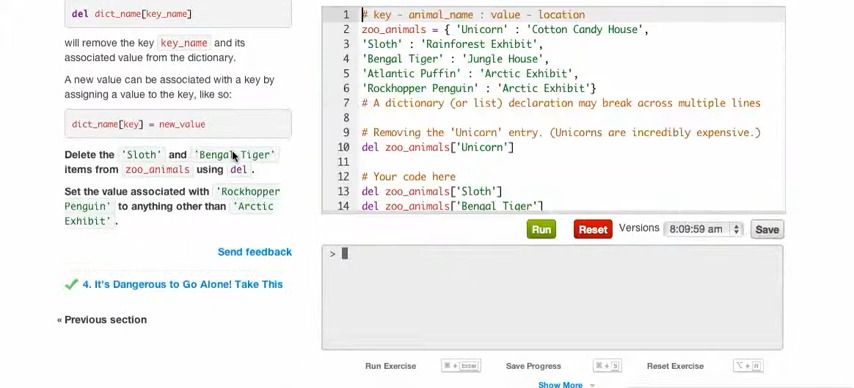 del dict_name[key_name]
will remove the key key_name and its
associated value from the dictionary.
A new value can be associated with a key by
assigning a value to the key, like so:
dict_name[key] = new_value
Delete the 'Sloth' and 'Bengal Tiger'
items from zoo_animals using del.
Set the value associated with 'Rockhopper
Penguin' to anything other than 'Arctic
Exhibit'.
Send feedback
4. It's Dangerous to Go Alone! Take This
« Previous section
1 # key - animal_name : value - location
2 zoo_animals = { 'Unicorn' : 'Cotton Candy House',
3 'Sloth' : 'Rainforest Exhibit',
4 'Bengal Tiger' : 'Jungle House',
5 'Atlantic Puffin' : 'Arctic Exhibit',
6 'Rockhopper Penguin' : 'Arctic Exhibit'}
7 # A dictionary (or list) declaration may break across multiple lines
8
9 # Removing the 'Unicorn' entry. (Unicorns are incredibly expensive.)
10 del zoo_animals['Unicorn']
11
12 # Your code here
13 del zoo_animals['Sloth']
14 del zoo_animals['Bengal Tiger']
Run Reset Versions 8:09:59 am Save
>
Run Exercise ⌘ + Enter Save Progress ⌘ + S Reset Exercise ⌥ + R
Show More